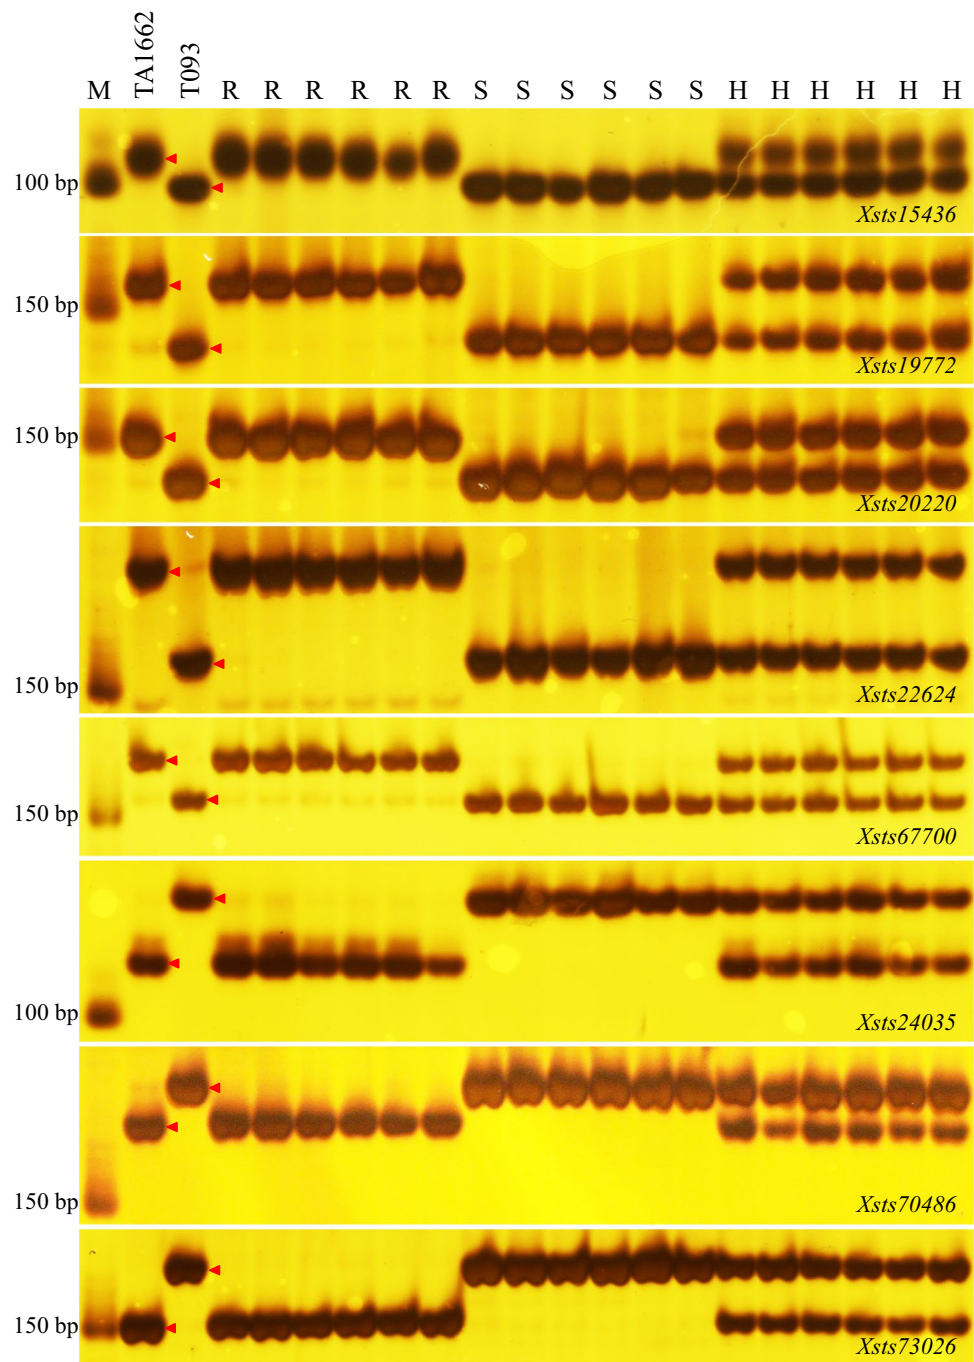 M TA1662 T093 R R R R R R S S S S S S H H H H H H
100 bp
Xsts15436
150 bp
Xsts19772
150 bp
Xsts20220
150 bp
Xsts22624
150 bp
Xsts67700
100 bp
Xsts24035
150 bp
Xsts70486
150 bp
Xsts73026